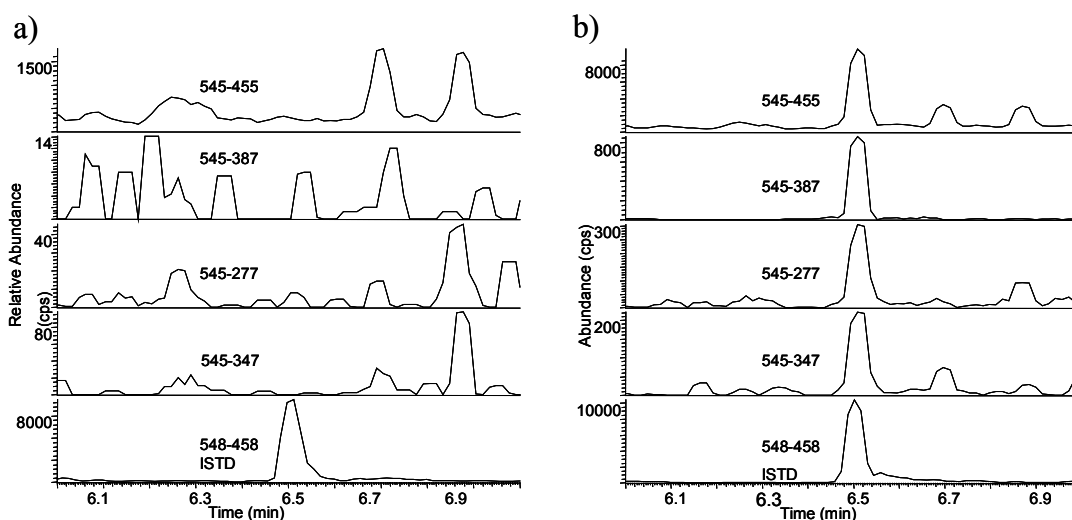 a)
1500
545-455
14
545-387
40
545-277
80
545-347
8000
548-458
ISTD
Relative Abundance
(cps)
6.1 6.3 6.5 6.7 6.9
Time (min)
b)
8000
545-455
800
545-387
300
545-277
200
545-347
10000
548-458
ISTD
Abundance (cps)
6.1 6.3 6.5 6.7 6.9
Time (min)